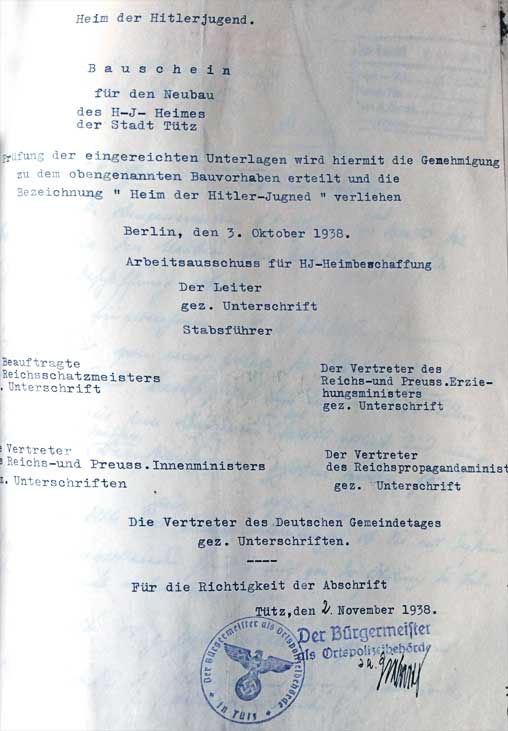 Heim der Hitlerjugend.
B a u s c h e i n
für den Neubau
des H-J- Heimes
der Stadt Tütz
Prüfung der eingereichten Unterlagen wird hiermit die Genehmigung
zu dem obengenannten Bauvorhaben erteilt und die
Bezeichnung " Heim der Hitler-Jugned " verliehen
Berlin, den 3. Oktober 1938.
Arbeitsausschuss für HJ-Heimbeschaffung
Der Leiter
gez. Unterschrift
Stabsführer
Beauftragte
Reichsschatzmeisters
. Unterschrift
Der Vertreter des
Reichs-und Preuss.Erzie-
hungsministers
gez. Unterschrift
e Vertreter
s Reichs-und Preuss.Innenministers
z. Unterschriften
Der Vertreter
des Reichspropagandaminist
gez. Unterschrift
Die Vertreter des Deutschen Gemeindetages
gez. Unterschriften.
----
Für die Richtigkeit der Abschrift
Tütz,den 2. November 1938.
Der Bürgermeister
als Ortspolizeibehörde
Der Bürgermeister als Ortspolizeibehörde
in Tütz